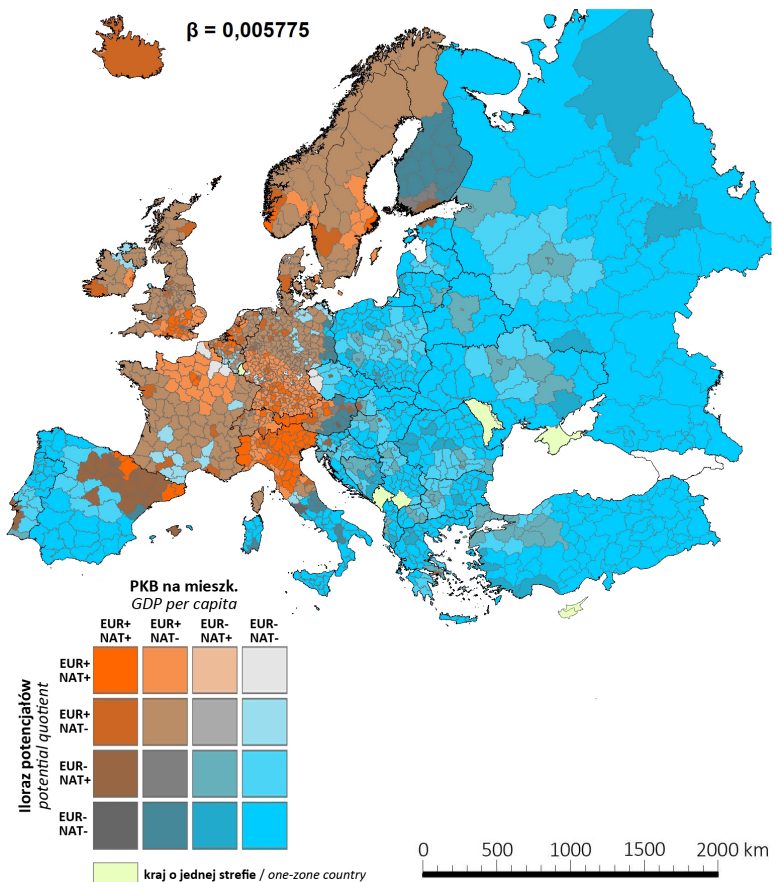 β = 0,005775
PKB na mieszk.
GDP per capita
EUR+ EUR+ EUR- EUR-
NAT+ NAT- NAT+ NAT-
EUR+
NAT+
EUR+
NAT-
EUR-
NAT+
EUR-
NAT-
Iloraz potencjałów
potential quotient
kraj o jednej strefie / one-zone country
0 500 1000 1500 2000 km